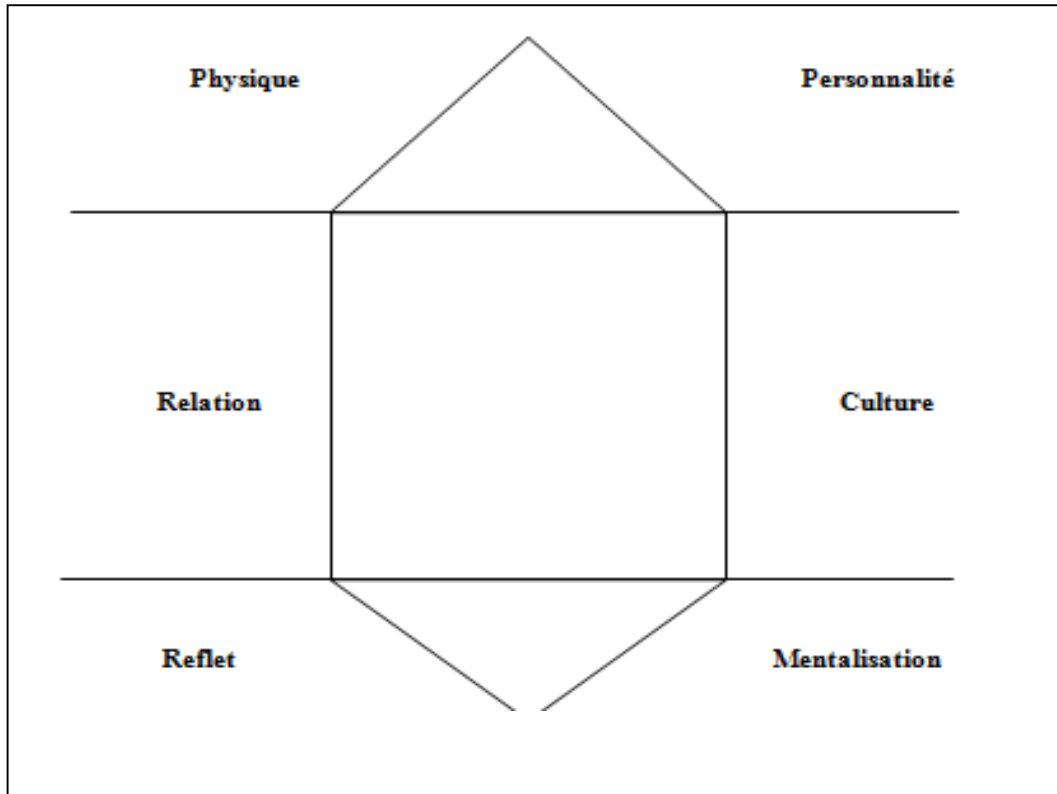 Physique
Personnalité
Relation
Culture
Reflet
Mentalisation